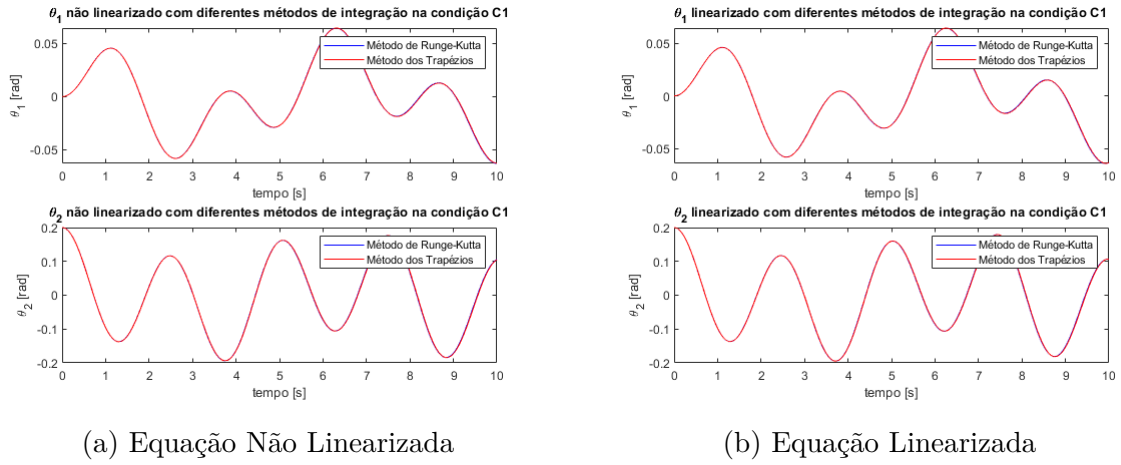 θ1 não linearizado com diferentes métodos de integração na condição C1
θ1 [rad]
0.05
0
-0.05
Método de Runge-Kutta
Método dos Trapézios
0 1 2 3 4 5 6 7 8 9 10
tempo [s]
θ2 não linearizado com diferentes métodos de integração na condição C1
θ2 [rad]
0.2
0.1
0
-0.1
-0.2
Método de Runge-Kutta
Método dos Trapézios
0 1 2 3 4 5 6 7 8 9 10
tempo [s]
(a) Equação Não Linearizada
θ1 linearizado com diferentes métodos de integração na condição C1
θ1 [rad]
0.05
0
-0.05
Método de Runge-Kutta
Método dos Trapézios
0 1 2 3 4 5 6 7 8 9 10
tempo [s]
θ2 linearizado com diferentes métodos de integração na condição C1
θ2 [rad]
0.2
0.1
0
-0.1
-0.2
Método de Runge-Kutta
Método dos Trapézios
0 1 2 3 4 5 6 7 8 9 10
tempo [s]
(b) Equação Linearizada